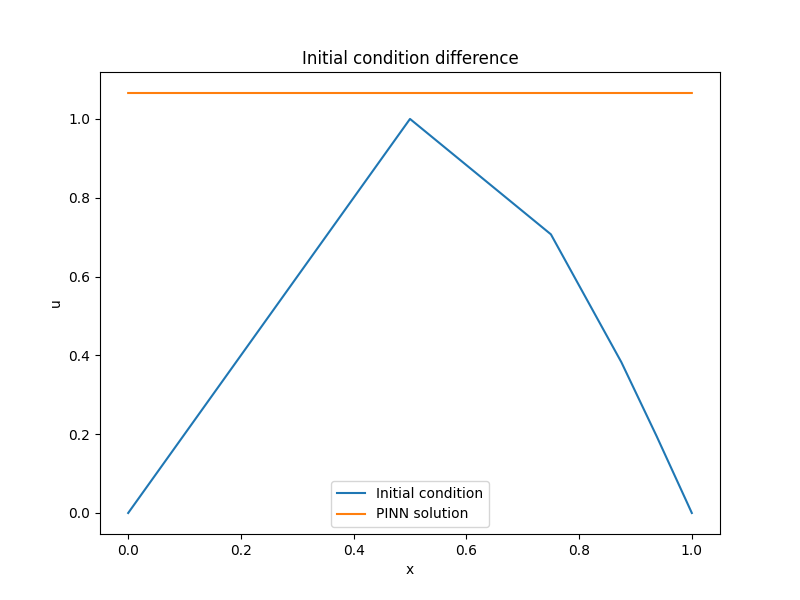 Initial condition difference
u
1.0
0.8
0.6
0.4
0.2
0.0
Initial condition
PINN solution
0.0 0.2 0.4 0.6 0.8 1.0
x